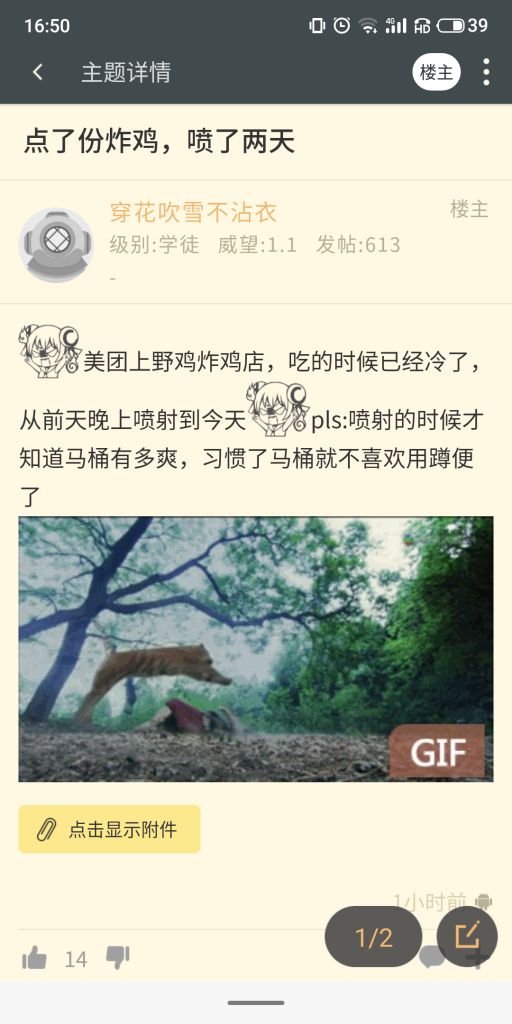 16:50
4G
HD
39
主题详情
楼主
点了份炸鸡，喷了两天
穿花吹雪不沾衣
楼主
级别:学徒 威望:1.1 发帖:613
-
美团上野鸡炸鸡店，吃的时候已经冷了，
从前天晚上喷射到今天 pls:喷射的时候才
知道马桶有多爽，习惯了马桶就不喜欢用蹲便
了
GIF
点击显示附件
1小时前
1/2
14